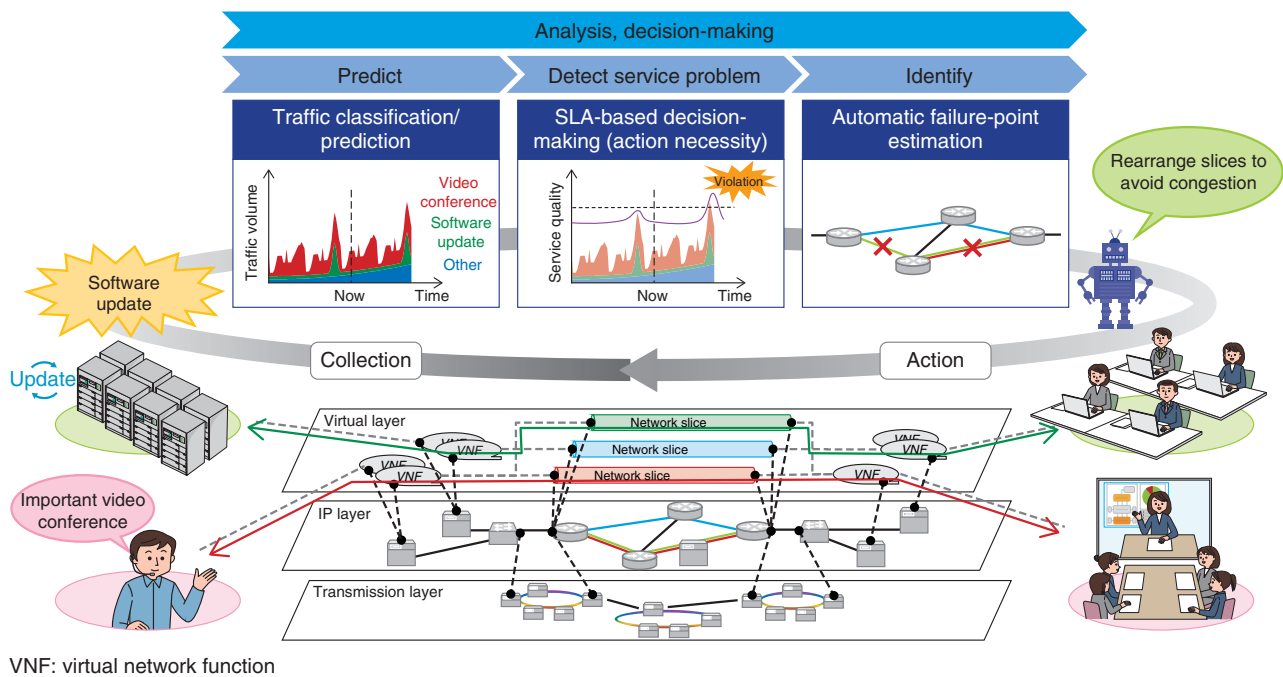 Analysis, decision-making
Predict
Detect service problem
Identify
Traffic classification/
prediction
SLA-based decision-
making (action necessity)
Automatic failure-point
estimation
Traffic volume
Video
conference
Software
update
Other
Now
Time
Service quality
Violation
Now
Time
Rearrange slices to
avoid congestion
Software
update
Collection
Action
Update
Virtual layer
Network slice
Network slice
Network slice
VNF
VNF
VNF
VNF
VNF
VNF
VNF
Important video
conference
IP layer
Transmission layer
VNF: virtual network function